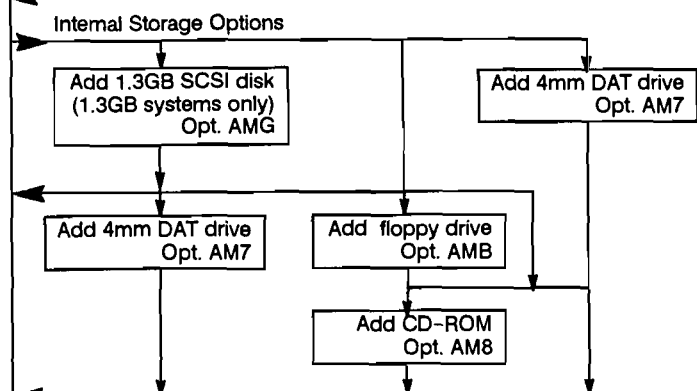 Internal Storage Options
Add 1.3GB SCSI disk
(1.3GB systems only)
Opt. AMG
Add 4mm DAT drive
Opt. AM7
Add 4mm DAT drive
Opt. AM7
Add floppy drive
Opt. AMB
Add CD-ROM
Opt. AM8